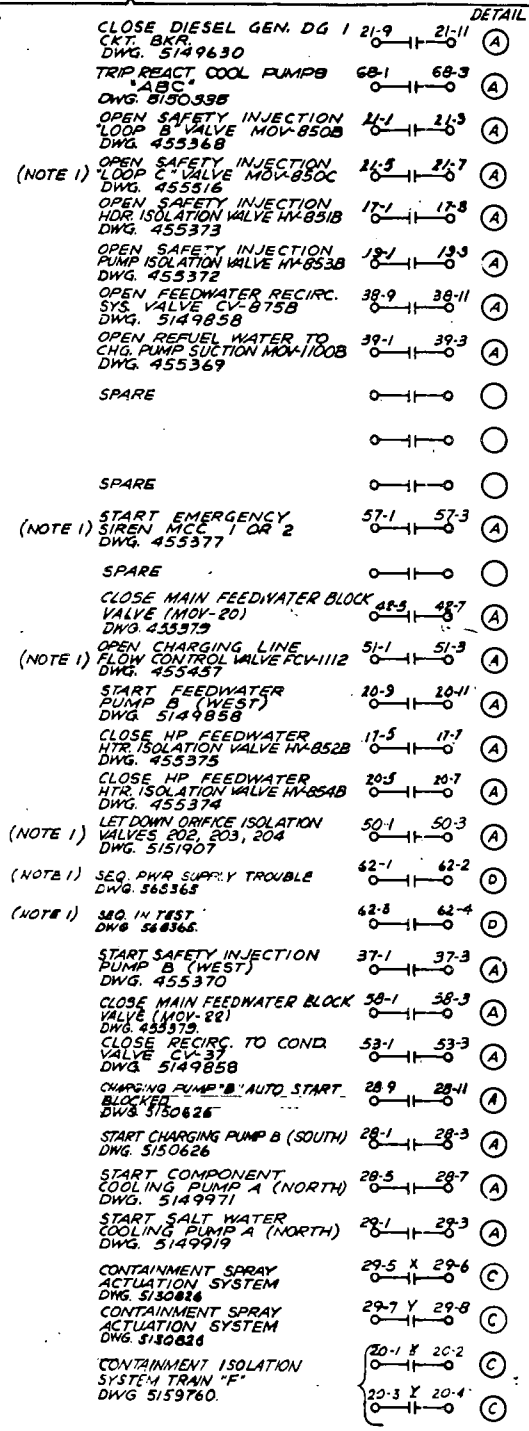 DETAIL
CLOSE DIESEL GEN. DG 1 21-9 21-11 A
CKT. BKR.
DWG. 5149630
TRIP REACT COOL PUMPS 68-1 68-3 A
"ABC"
DWG. 5150335
OPEN SAFETY INJECTION 21-1 21-3 A
"LOOP B" VALVE MOV-850B
DWG. 455368
(NOTE 1) OPEN SAFETY INJECTION 21-5 21-7 A
"LOOP C" VALVE MOV-850C
DWG. 455516
OPEN SAFETY INJECTION 17-1 17-3 A
HDR. ISOLATION VALVE HV-851B
DWG. 455373
OPEN SAFETY INJECTION 19-1 19-3 A
PUMP ISOLATION VALVE HV-853B
DWG. 455372
OPEN FEEDWATER RECIRC. 38-9 38-11 A
SYS. VALVE CV-875B
DWG. 5149858
OPEN REFUEL WATER TO 39-1 39-3 A
CHG. PUMP SUCTION MOV-1100B
DWG. 455369
SPARE
SPARE
(NOTE 1) START EMERGENCY 57-1 57-3 A
SIREN MCC 1 OR 2
DWG. 455377
SPARE
CLOSE MAIN FEEDWATER BLOCK 48-5 48-7 A
VALVE (MOV-20)
DWG. 455379
(NOTE 1) OPEN CHARGING LINE 51-1 51-3 A
FLOW CONTROL VALVE FCV-1112
DWG. 455457
START FEEDWATER 20-9 20-11 A
PUMP B (WEST)
DWG. 5149858
CLOSE HP FEEDWATER 17-5 17-7 A
HTR. ISOLATION VALVE HV-852B
DWG. 455375
CLOSE HP FEEDWATER 20-5 20-7 A
HTR. ISOLATION VALVE HV-854B
DWG. 455374
(NOTE 1) LETDOWN ORIFICE ISOLATION 50-1 50-3 A
VALVES 202, 203, 204
DWG. 5151907
(NOTE 1) SEQ. PWR SUPPLY TROUBLE 62-1 62-2 D
DWG. 568365
(NOTE 1) SEQ. IN TEST 62-3 62-4 D
DWG 568365.
START SAFETY INJECTION 37-1 37-3 A
PUMP B (WEST)
DWG. 455370
CLOSE MAIN FEEDWATER BLOCK 58-1 58-3 A
VALVE (MOV-22)
DWG. 455379.
CLOSE RECIRC. TO COND. 53-1 53-3 A
VALVE CV-37
DWG 5149858
CHARGING PUMP "B" AUTO START 28-9 28-11 A
BLOCKED
DWG. 5150626
START CHARGING PUMP B (SOUTH) 28-1 28-3 A
DWG. 5150626
START COMPONENT 28-5 28-7 A
COOLING PUMP A (NORTH)
DWG. 5149971
START SALT WATER 29-1 29-3 A
COOLING PUMP A (NORTH)
DWG. 5149919
CONTAINMENT SPRAY 29-5 X 29-6 C
ACTUATION SYSTEM
DWG. 5130826
CONTAINMENT SPRAY 29-7 Y 29-8 C
ACTUATION SYSTEM
DWG. 5130826
CONTAINMENT ISOLATION 20-1 X 20-2 C
SYSTEM TRAIN "F"
DWG 5159760. 20-3 Y 20-4 C